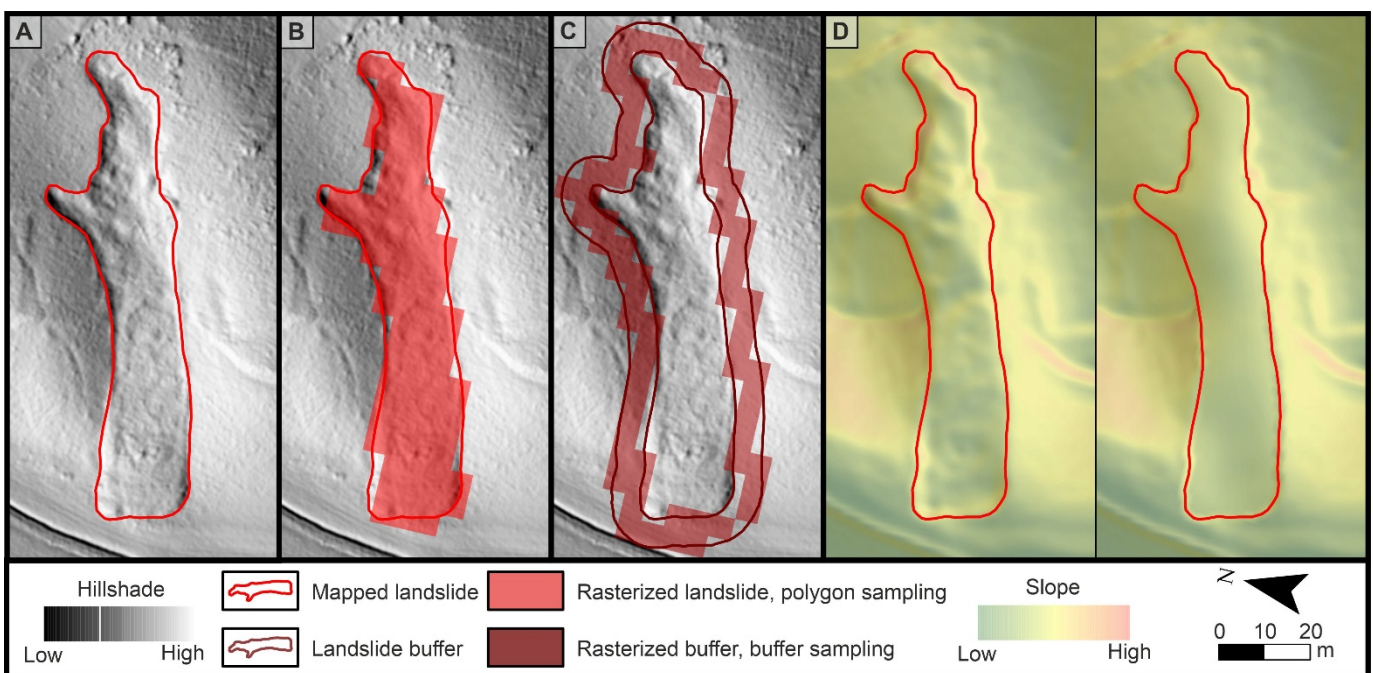 A
B
C
D
Hillshade
Low
High
Mapped landslide
Landslide buffer
Rasterized landslide, polygon sampling
Rasterized buffer, buffer sampling
Slope
Low
High
N
0 10 20
m